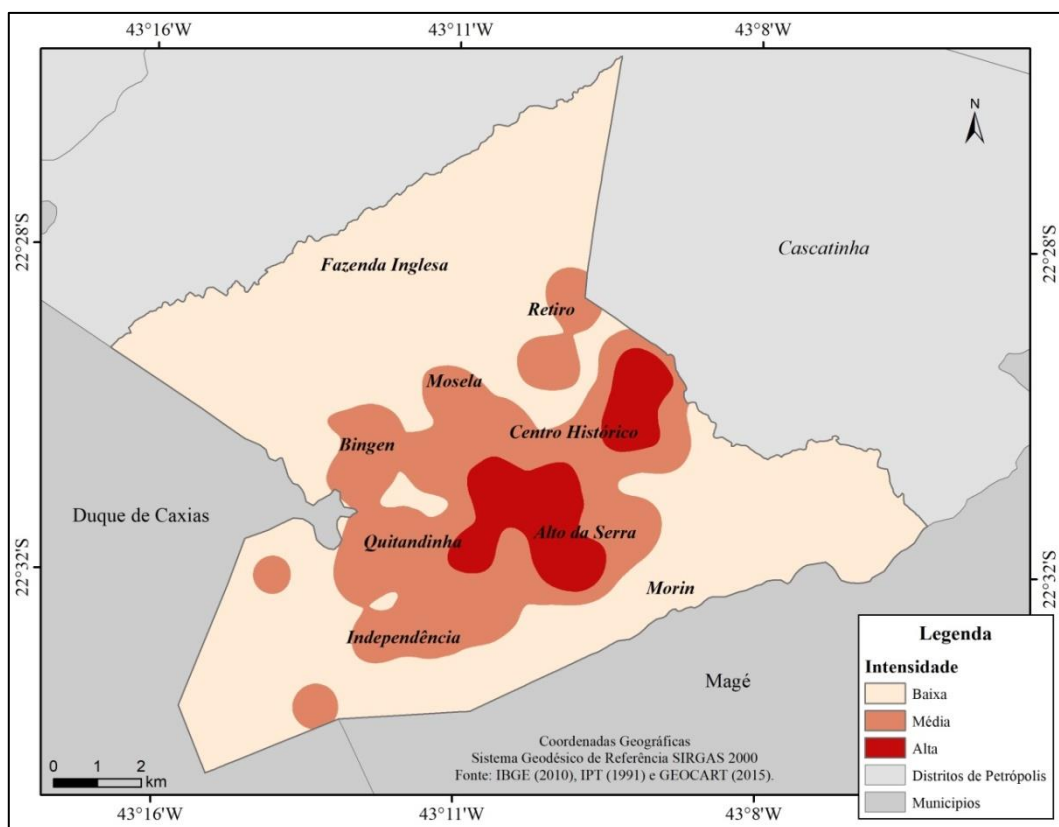 43°16'W
43°11'W
43°8'W
N
22°28'S
22°28'S
Cascatinha
Fazenda Inglesa
Retiro
Mosela
Centro Histórico
Bingen
Duque de Caxias
Quitandinha
Alto da Serra
22°32'S
22°32'S
Morin
Independência
Legenda
Intensidade
Baixa
Média
Alta
Distritos de Petrópolis
Municipios
Magé
Coordenadas Geográficas
Sistema Geodésico de Referência SIRGAS 2000
Fonte: IBGE (2010), IPT (1991) e GEOCART (2015).
0 1 2
km
43°16'W
43°11'W
43°8'W